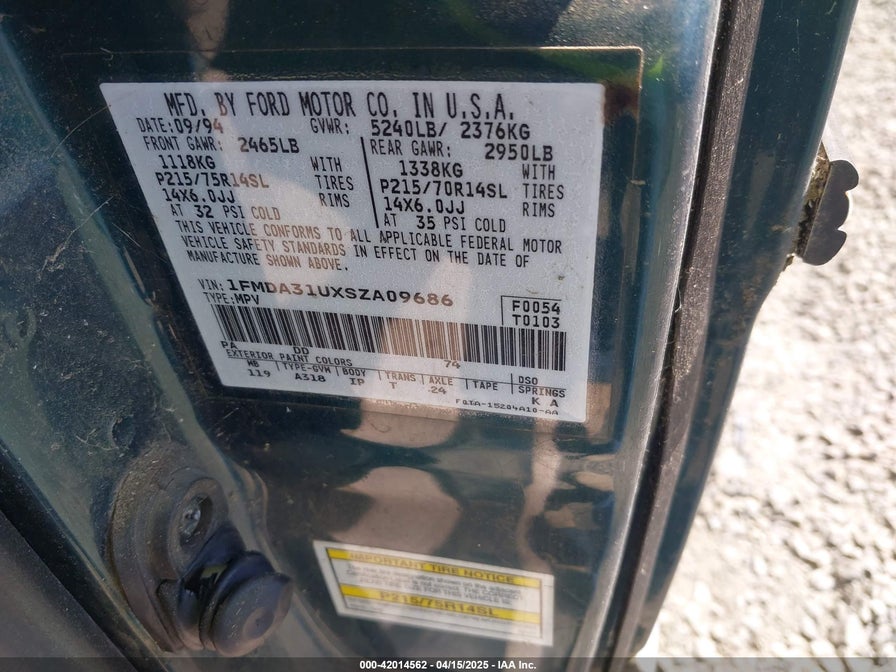 MFD. BY FORD MOTOR CO. IN U.S.A.
DATE: 09/94 GVWR: 5240LB/ 2376KG
FRONT GAWR: 2465LB REAR GAWR: 2950LB
1118KG WITH 1338KG WITH
P215/75R14SL TIRES P215/70R14SL TIRES
14X6.0JJ RIMS 14X6.0JJ RIMS
AT 32 PSI COLD AT 35 PSI COLD
THIS VEHICLE CONFORMS TO ALL APPLICABLE FEDERAL MOTOR
VEHICLE SAFETY STANDARDS IN EFFECT ON THE DATE OF
MANUFACTURE SHOWN ABOVE.
VIN: 1FMDA31UXSZA09686
TYPE: MPV
F0054
T0103
PA DD 74
EXTERIOR PAINT COLORS
WB TYPE-GVM BODY TRANS AXLE TAPE DSO SPRINGS
119 A318 IP T 24 K A
F0TA-15204A10-AA
IMPORTANT TIRE NOTICE
P215/75R14SL
000-42014562 - 04/15/2025 - IAA Inc.